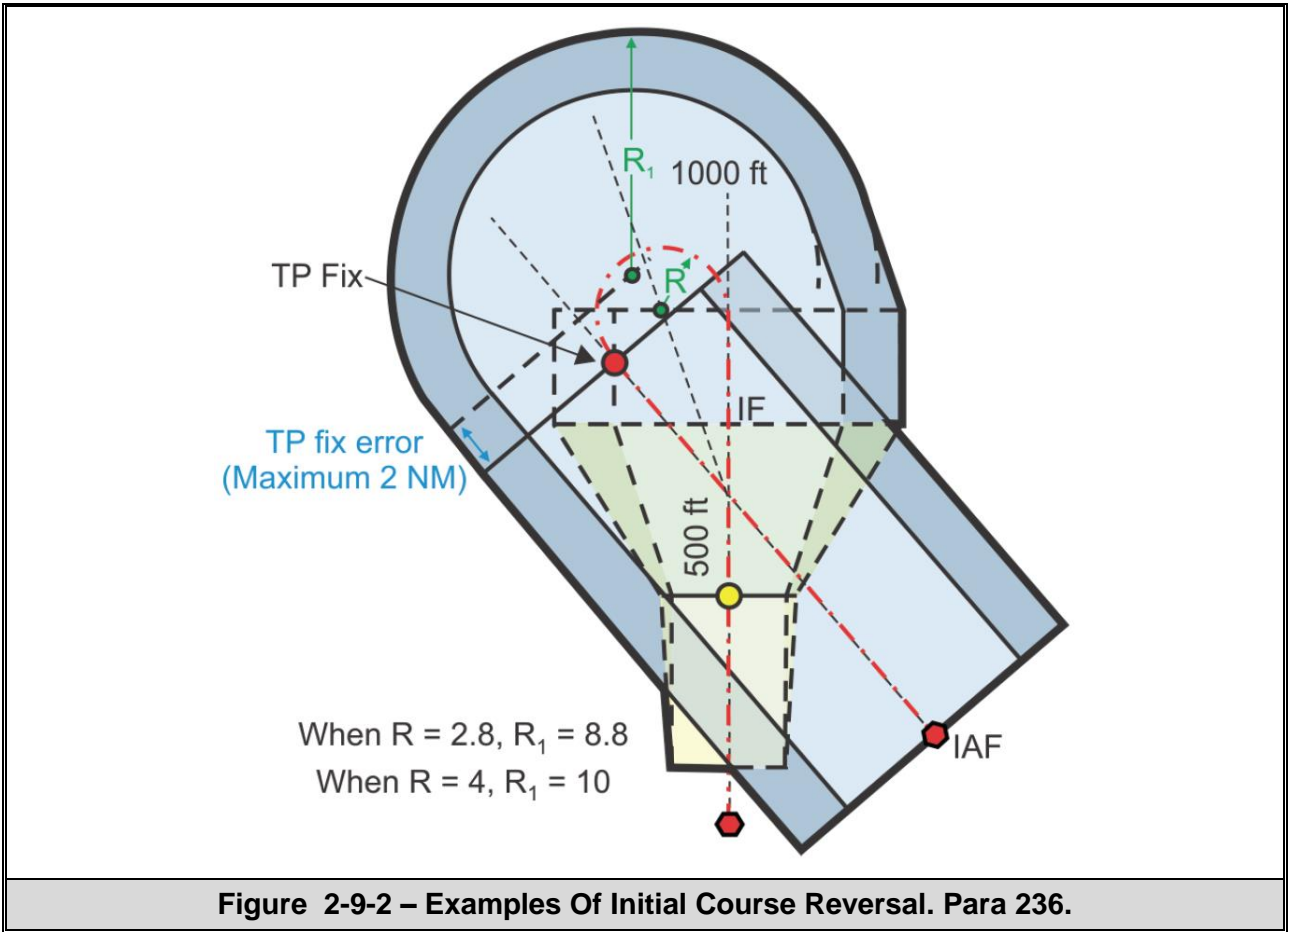 R₁
1000 ft
TP Fix
R
IF
TP fix error
(Maximum 2 NM)
500 ft
When R = 2.8, R₁ = 8.8
When R = 4, R₁ = 10
IAF
Figure 2-9-2 – Examples Of Initial Course Reversal. Para 236.